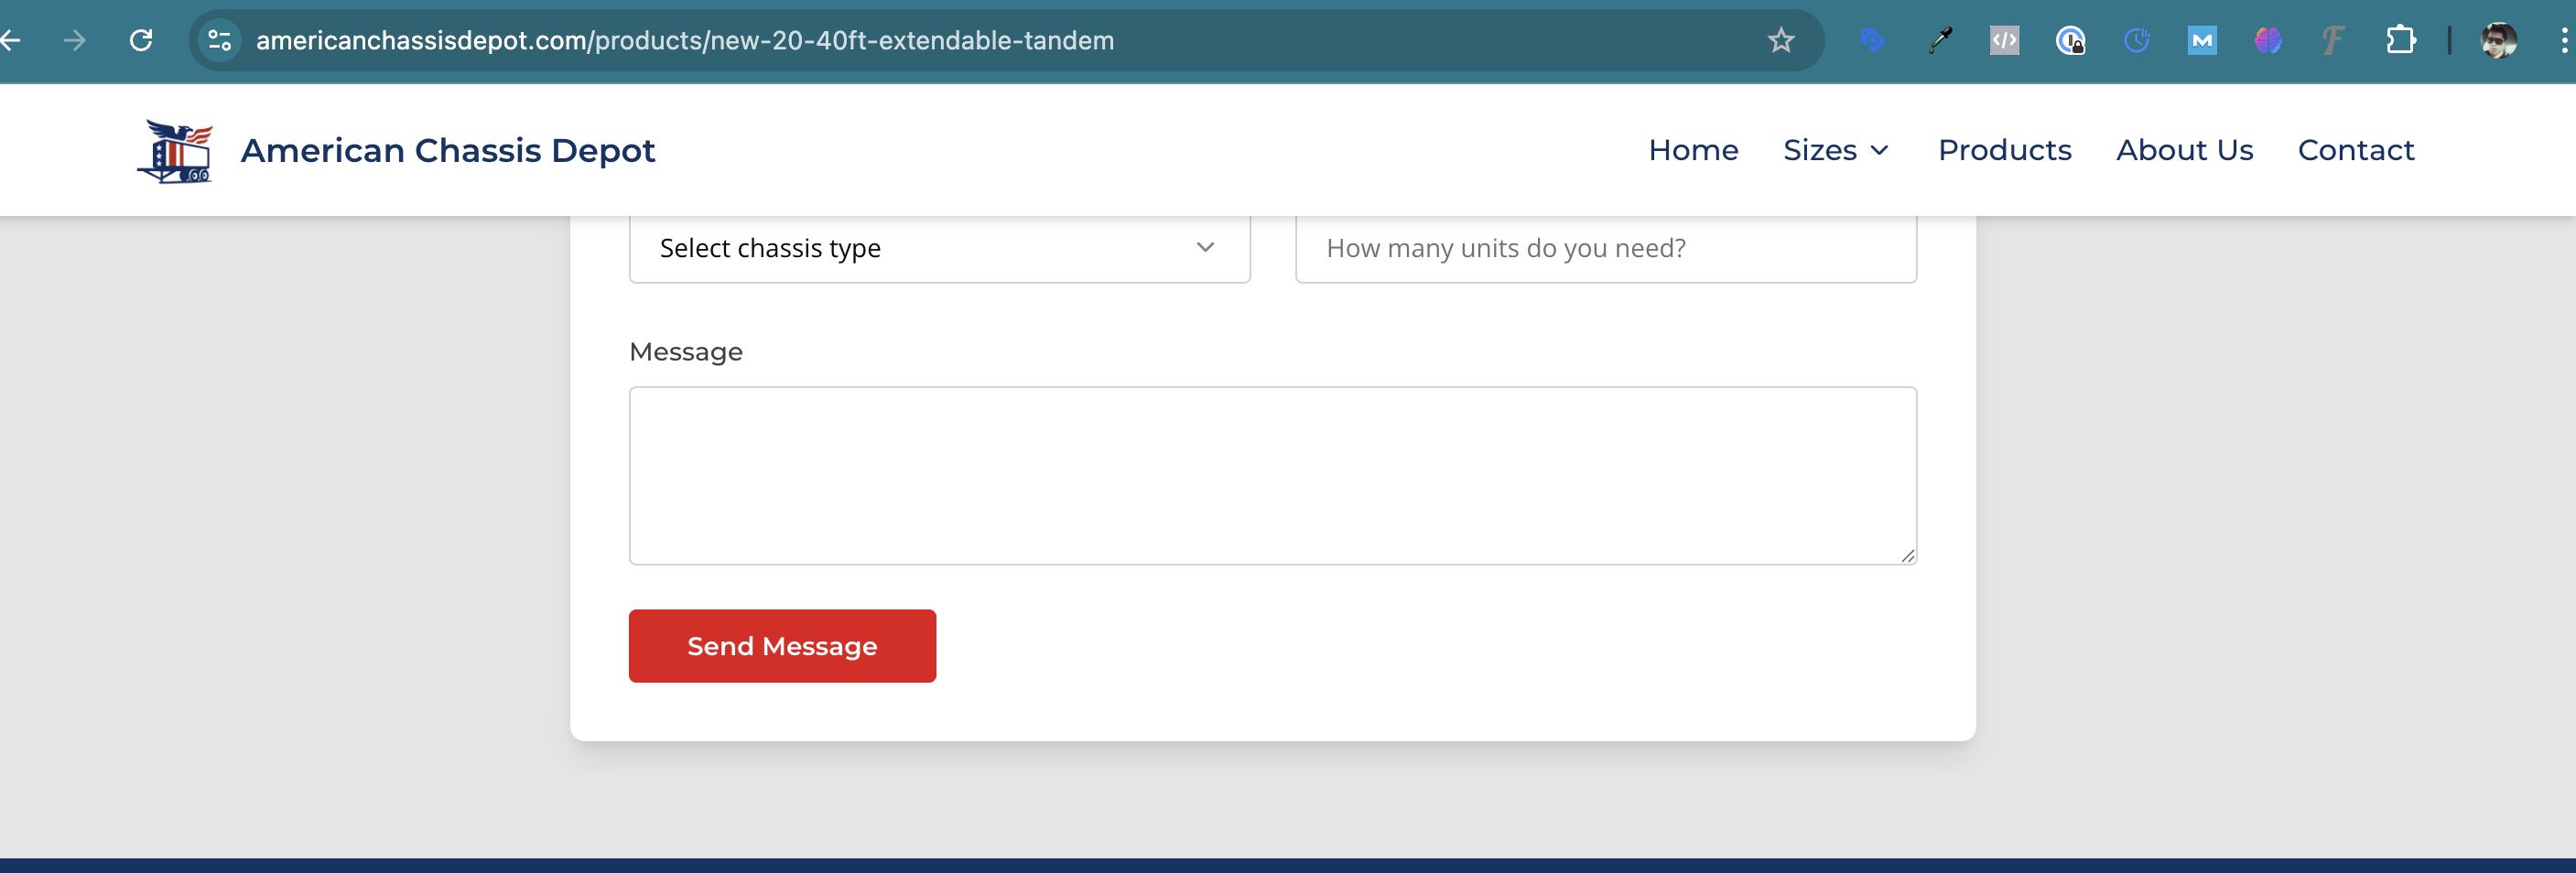 americanchassisdepot.com/products/new-20-40ft-extendable-tandem
American Chassis Depot
Home Sizes Products About Us Contact
Select chassis type
How many units do you need?
Message
Send Message